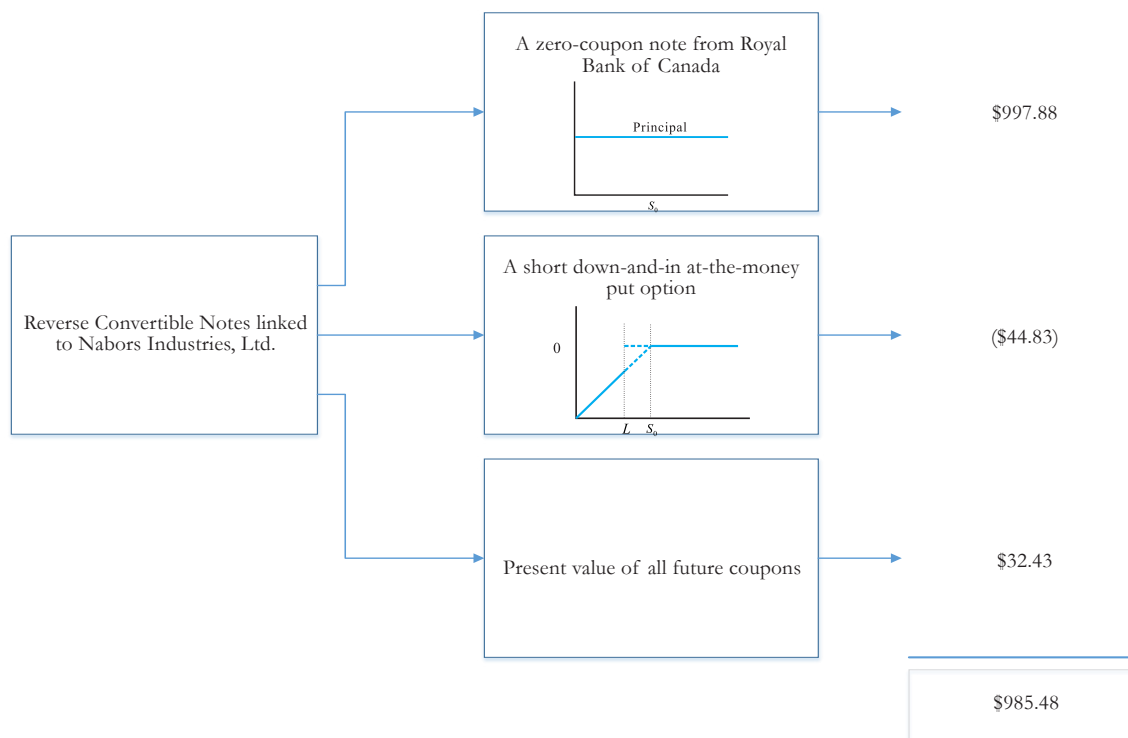 A zero-coupon note from Royal
Bank of Canada
Principal
S₀
$997.88
Reverse Convertible Notes linked
to Nabors Industries, Ltd.
A short down-and-in at-the-money
put option
0
L S₀
($44.83)
Present value of all future coupons
$32.43
$985.48